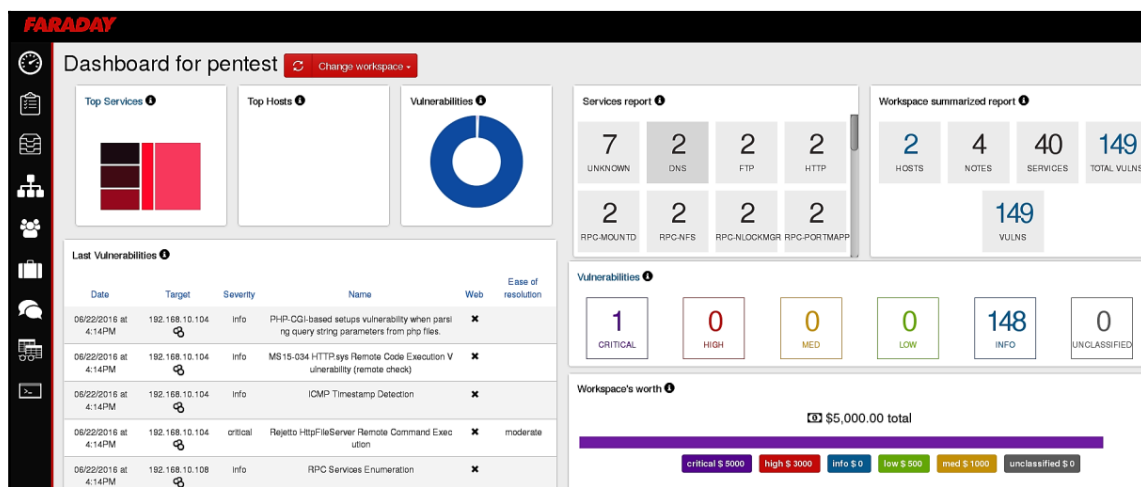 FARADAY
Dashboard for pentest
Change workspace
Top Services
Top Hosts
Vulnerabilities
Services report
7
UNKNOWN
2
DNS
2
FTP
2
HTTP
2
RPC-MOUNTD
2
RPC-NFS
2
RPC-NLOCKMGR
2
RPC-PORTMAPP
Workspace summarized report
2
HOSTS
4
NOTES
40
SERVICES
149
TOTAL VULNS
149
VULNS
Last Vulnerabilities
Date Target Severity Name Web Ease of
resolution
06/22/2016 at 192.168.10.104 info PHP-CGI-based setups vulnerability when parsi
4:14PM ng query string parameters from php files.
06/22/2016 at 192.168.10.104 info MS15-034 HTTP.sys Remote Code Execution V
4:14PM ulnerability (remote check)
06/22/2016 at 192.168.10.104 info ICMP Timestamp Detection
4:14PM
06/22/2016 at 192.168.10.104 critical Rejetto HttpFileServer Remote Command Exec moderate
4:14PM ution
06/22/2016 at 192.168.10.108 info RPC Services Enumeration
4:14PM
Vulnerabilities
1
CRITICAL
0
HIGH
0
MED
0
LOW
148
INFO
0
UNCLASSIFIED
Workspace's worth
$5,000.00 total
critical $ 5000
high $ 3000
info $ 0
low $ 500
med $ 1000
unclassified $ 0